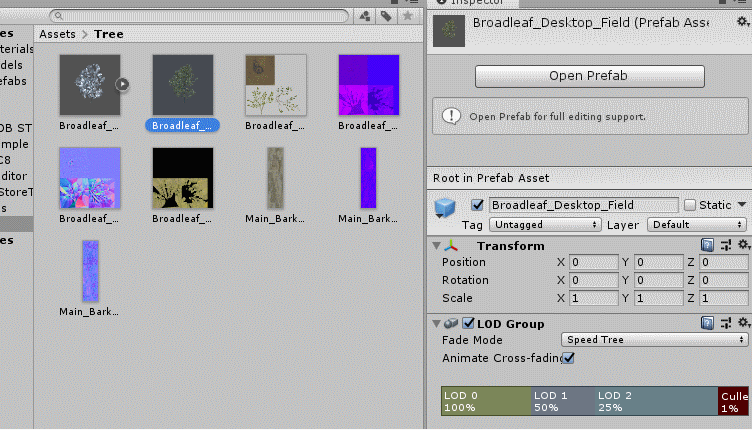 Inspector
Assets > Tree
es
aterials
dels
efabs
OB ST
mple
C8
ditor
StoreT
s
es
Broadleaf_...
Broadleaf_...
Broadleaf_...
Broadleaf_...
Broadleaf_...
Broadleaf_...
Main_Bark...
Main_Bark...
Main_Bark...
Broadleaf_Desktop_Field (Prefab Asse
Open Prefab
Open Prefab for full editing support.
Root in Prefab Asset
Broadleaf_Desktop_Field Static
Tag Untagged Layer Default
Transform
Position X 0 Y 0 Z 0
Rotation X 0 Y 0 Z 0
Scale X 1 Y 1 Z 1
LOD Group
Fade Mode Speed Tree
Animate Cross-fading
LOD 0 LOD 1 LOD 2 Culle
100% 50% 25% 1%